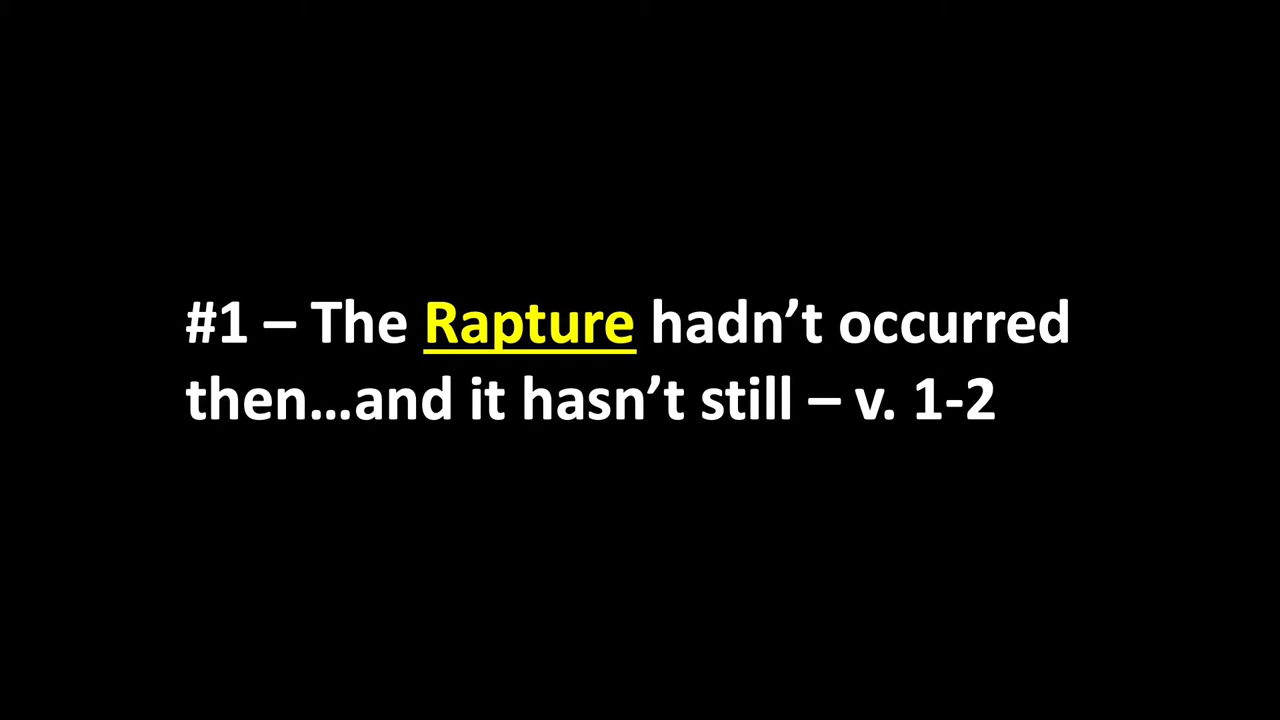 #1 – The Rapture hadn’t occurred
then…and it hasn’t still – v. 1-2